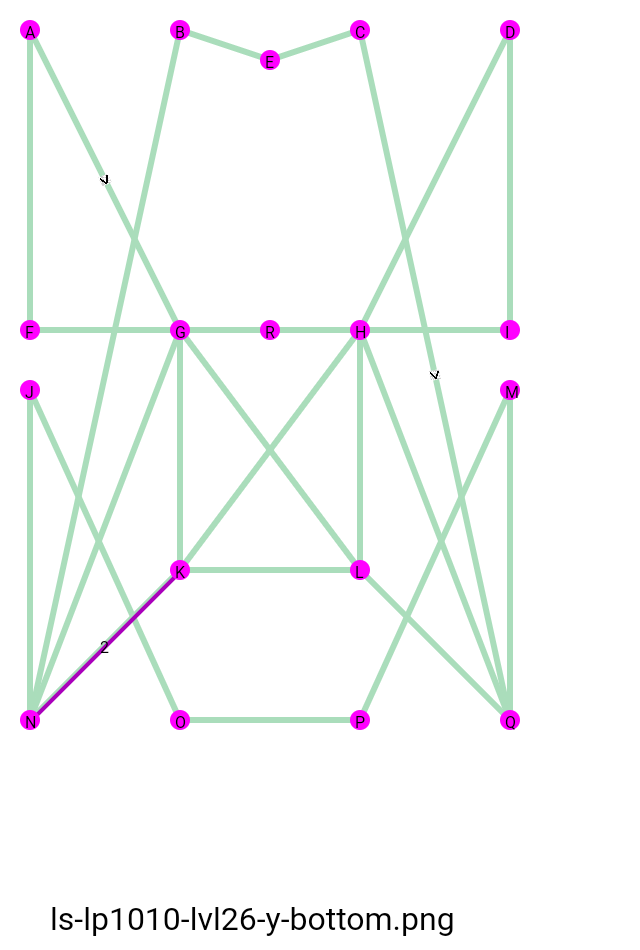 A B C D
E
F G R H I
J M
K L
2
N O P Q
ls-lp1010-lvl26-y-bottom.png